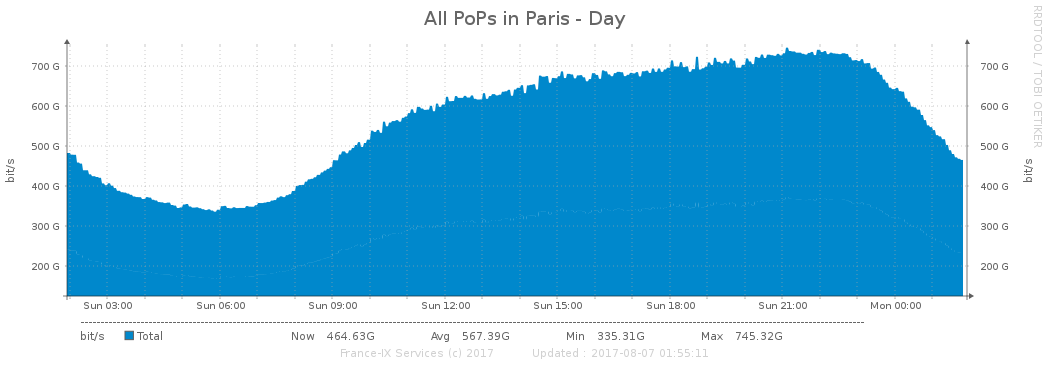 All PoPs in Paris - Day
RRDTOOL / TOBI OETIKER
bit/s
700 G
600 G
500 G
400 G
300 G
200 G
700 G
600 G
500 G
400 G
300 G
200 G
bit/s
Sun 03:00 Sun 06:00 Sun 09:00 Sun 12:00 Sun 15:00 Sun 18:00 Sun 21:00 Mon 00:00
bit/s Total Now 464.63G Avg 567.39G Min 335.31G Max 745.32G
France-IX Services (c) 2017 Updated : 2017-08-07 01:55:11